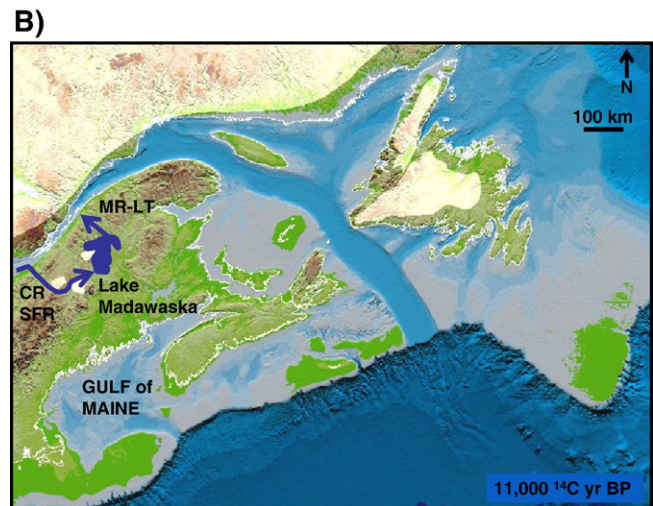 B)
N
100 km
MR-LT
CR
SFR
Lake
Madawaska
GULF of
MAINE
11,000 ¹⁴C yr BP